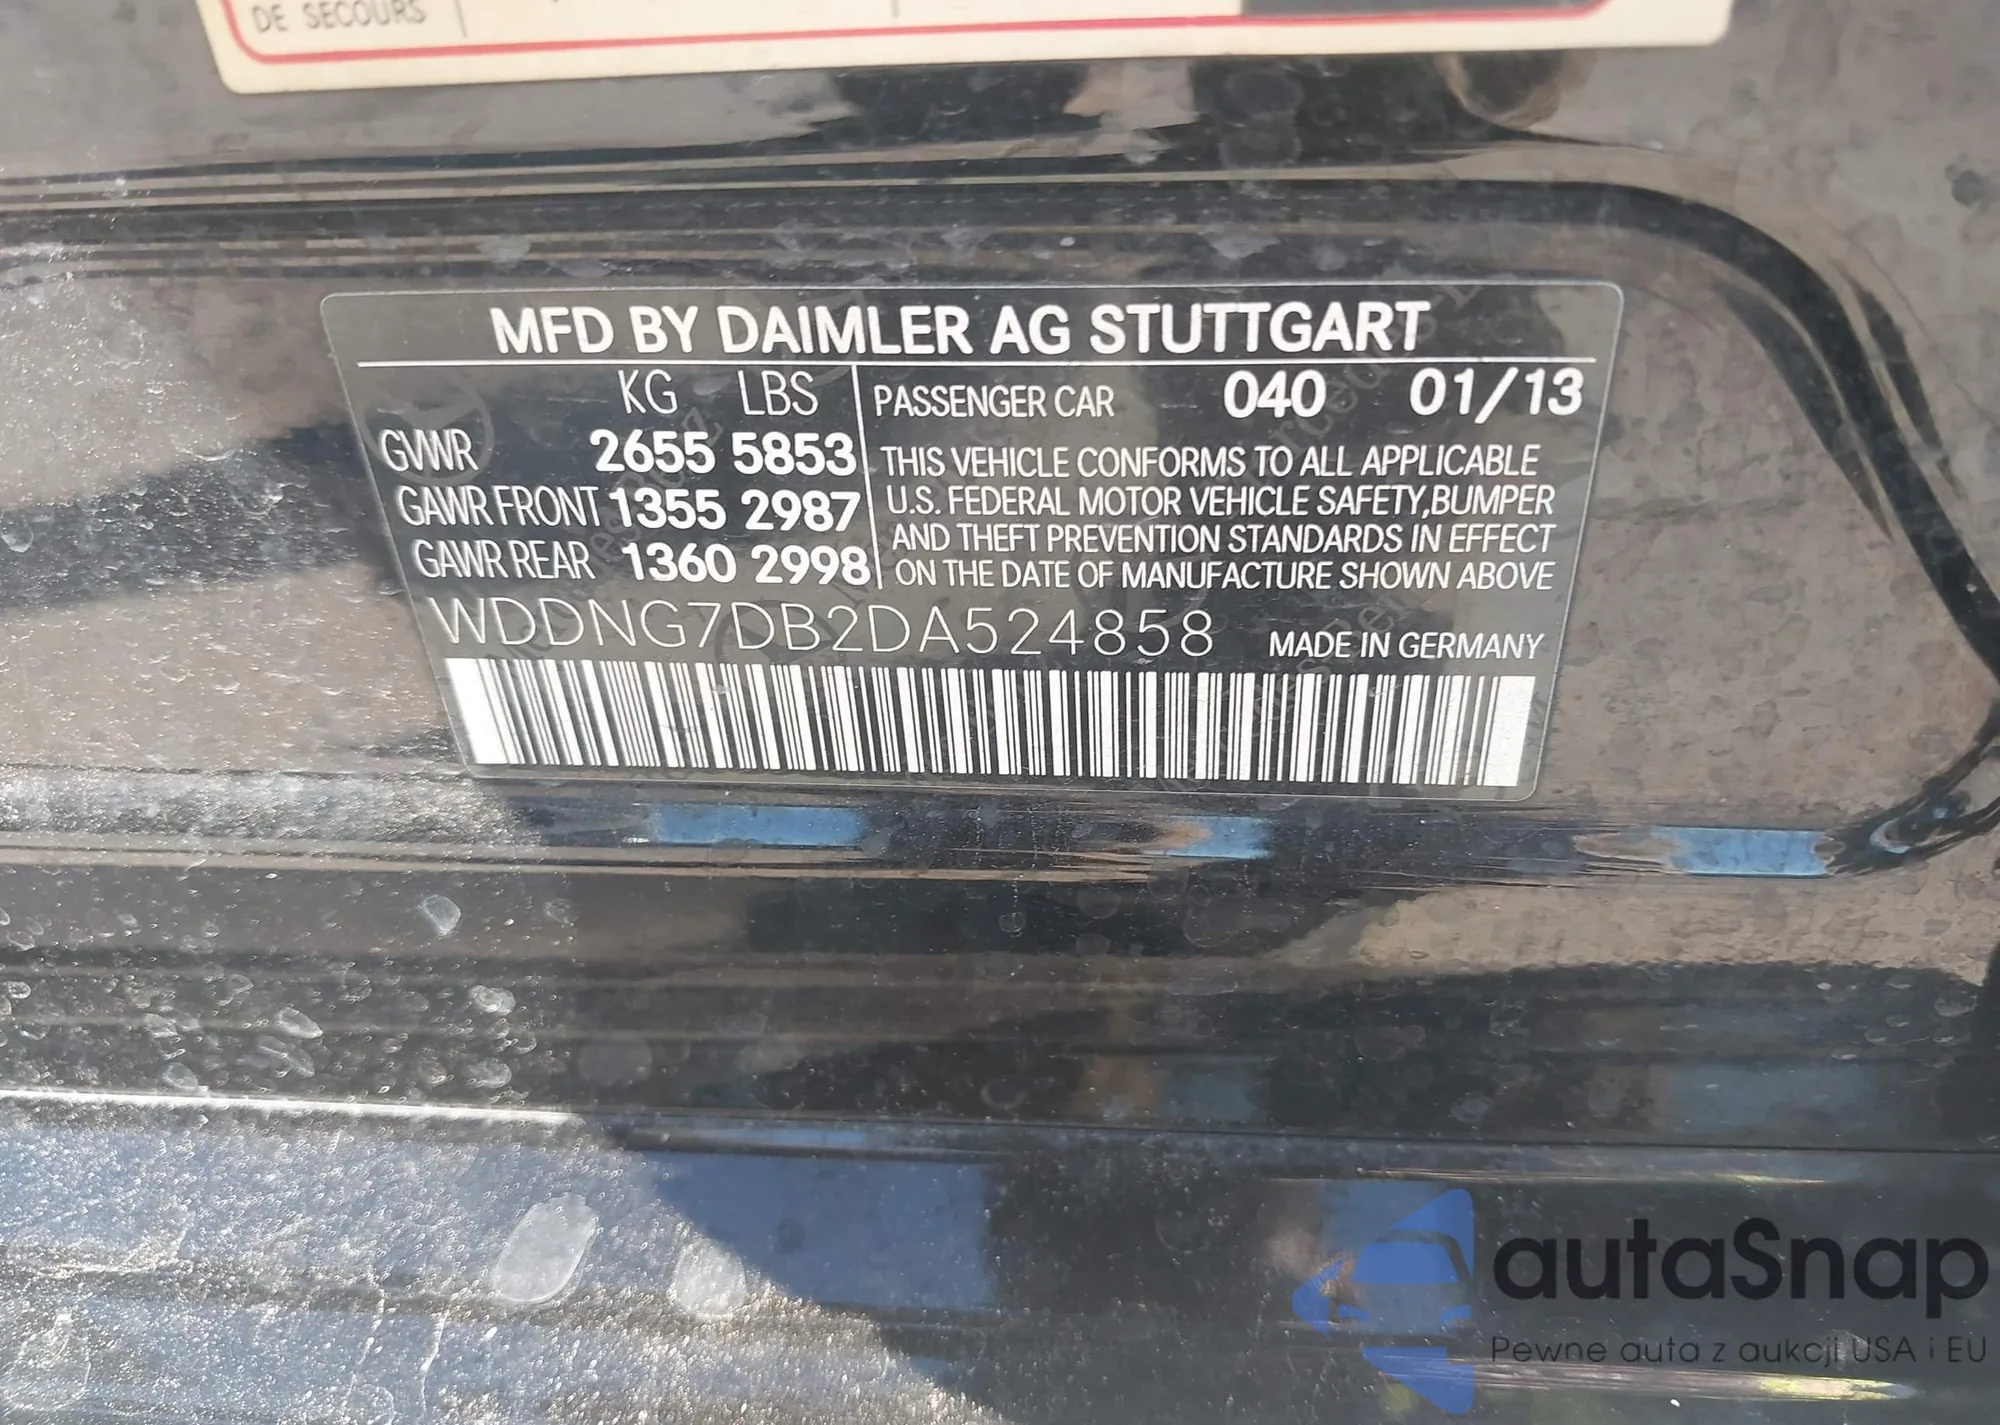 DE SECOURS
MFD BY DAIMLER AG STUTTGART
KG LBS
GVWR 2655 5853
GAWR FRONT 1355 2987
GAWR REAR 1360 2998
PASSENGER CAR 040 01/13
THIS VEHICLE CONFORMS TO ALL APPLICABLE
U.S. FEDERAL MOTOR VEHICLE SAFETY,BUMPER
AND THEFT PREVENTION STANDARDS IN EFFECT
ON THE DATE OF MANUFACTURE SHOWN ABOVE
WDDNG7DB2DA524858 MADE IN GERMANY
autaSnap
Pewne auta z aukcji USA i EU